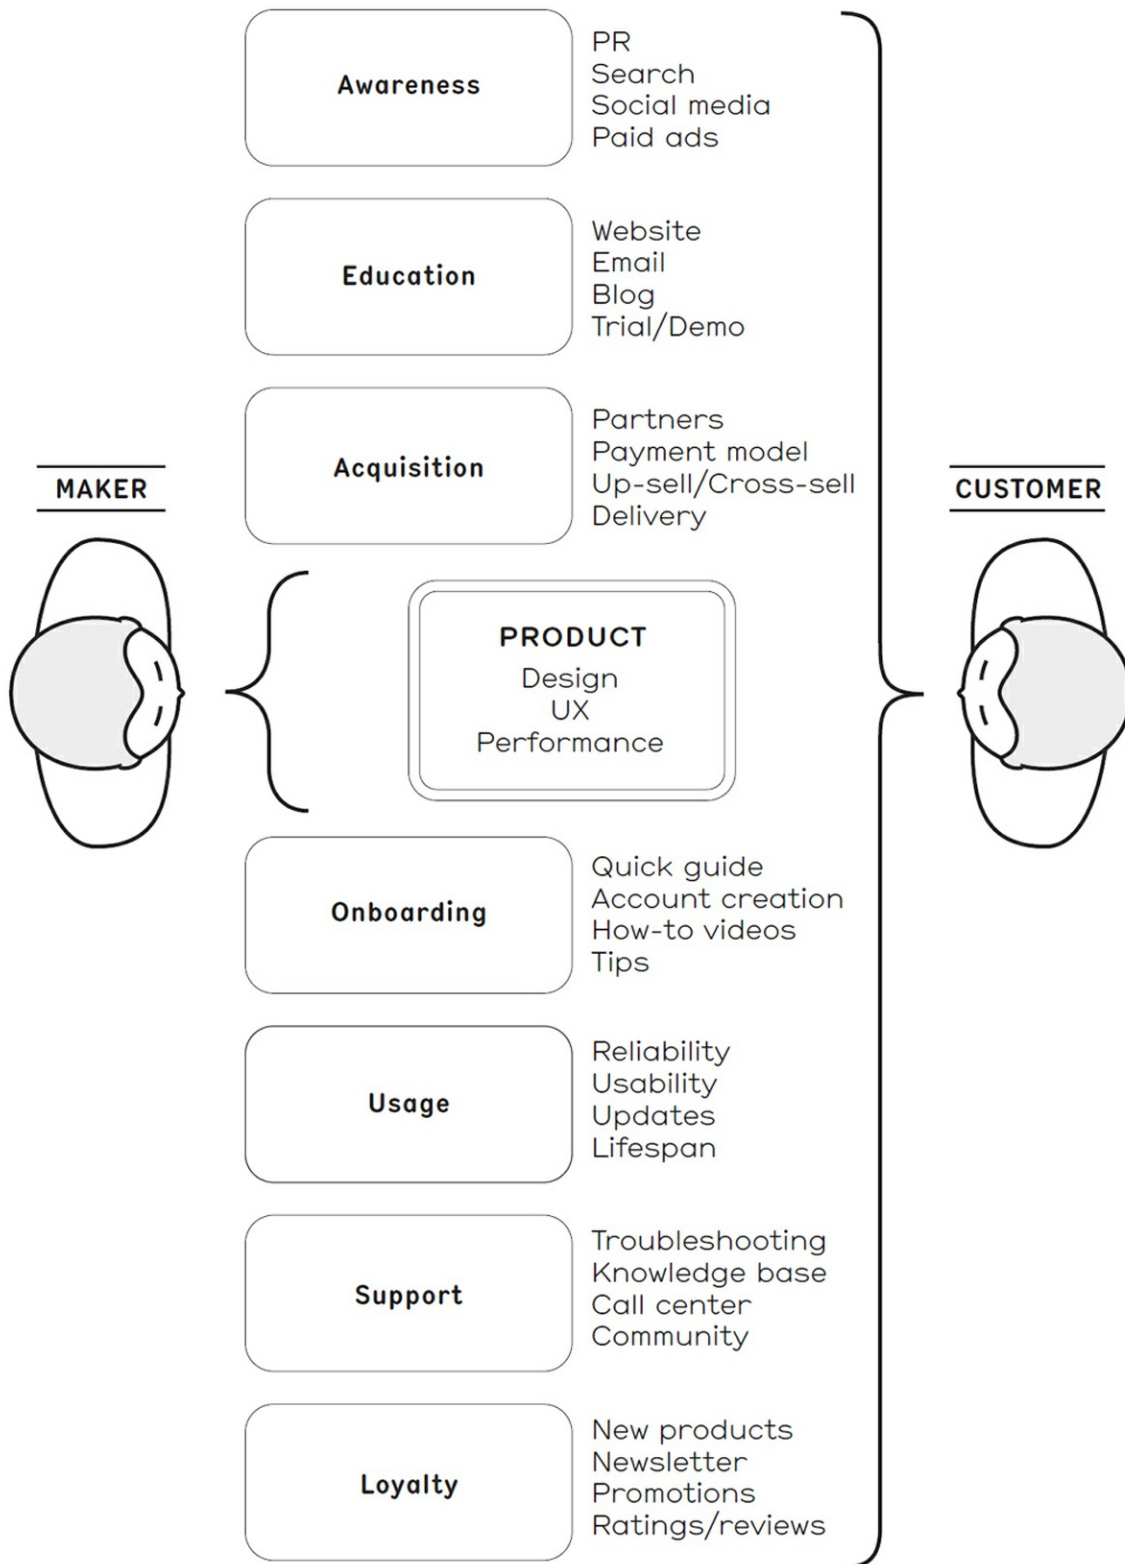 Awareness
PR
Search
Social media
Paid ads
Education
Website
Email
Blog
Trial/Demo
Acquisition
Partners
Payment model
Up-sell/Cross-sell
Delivery
MAKER
CUSTOMER
PRODUCT
Design
UX
Performance
Onboarding
Quick guide
Account creation
How-to videos
Tips
Usage
Reliability
Usability
Updates
Lifespan
Support
Troubleshooting
Knowledge base
Call center
Community
Loyalty
New products
Newsletter
Promotions
Ratings/reviews